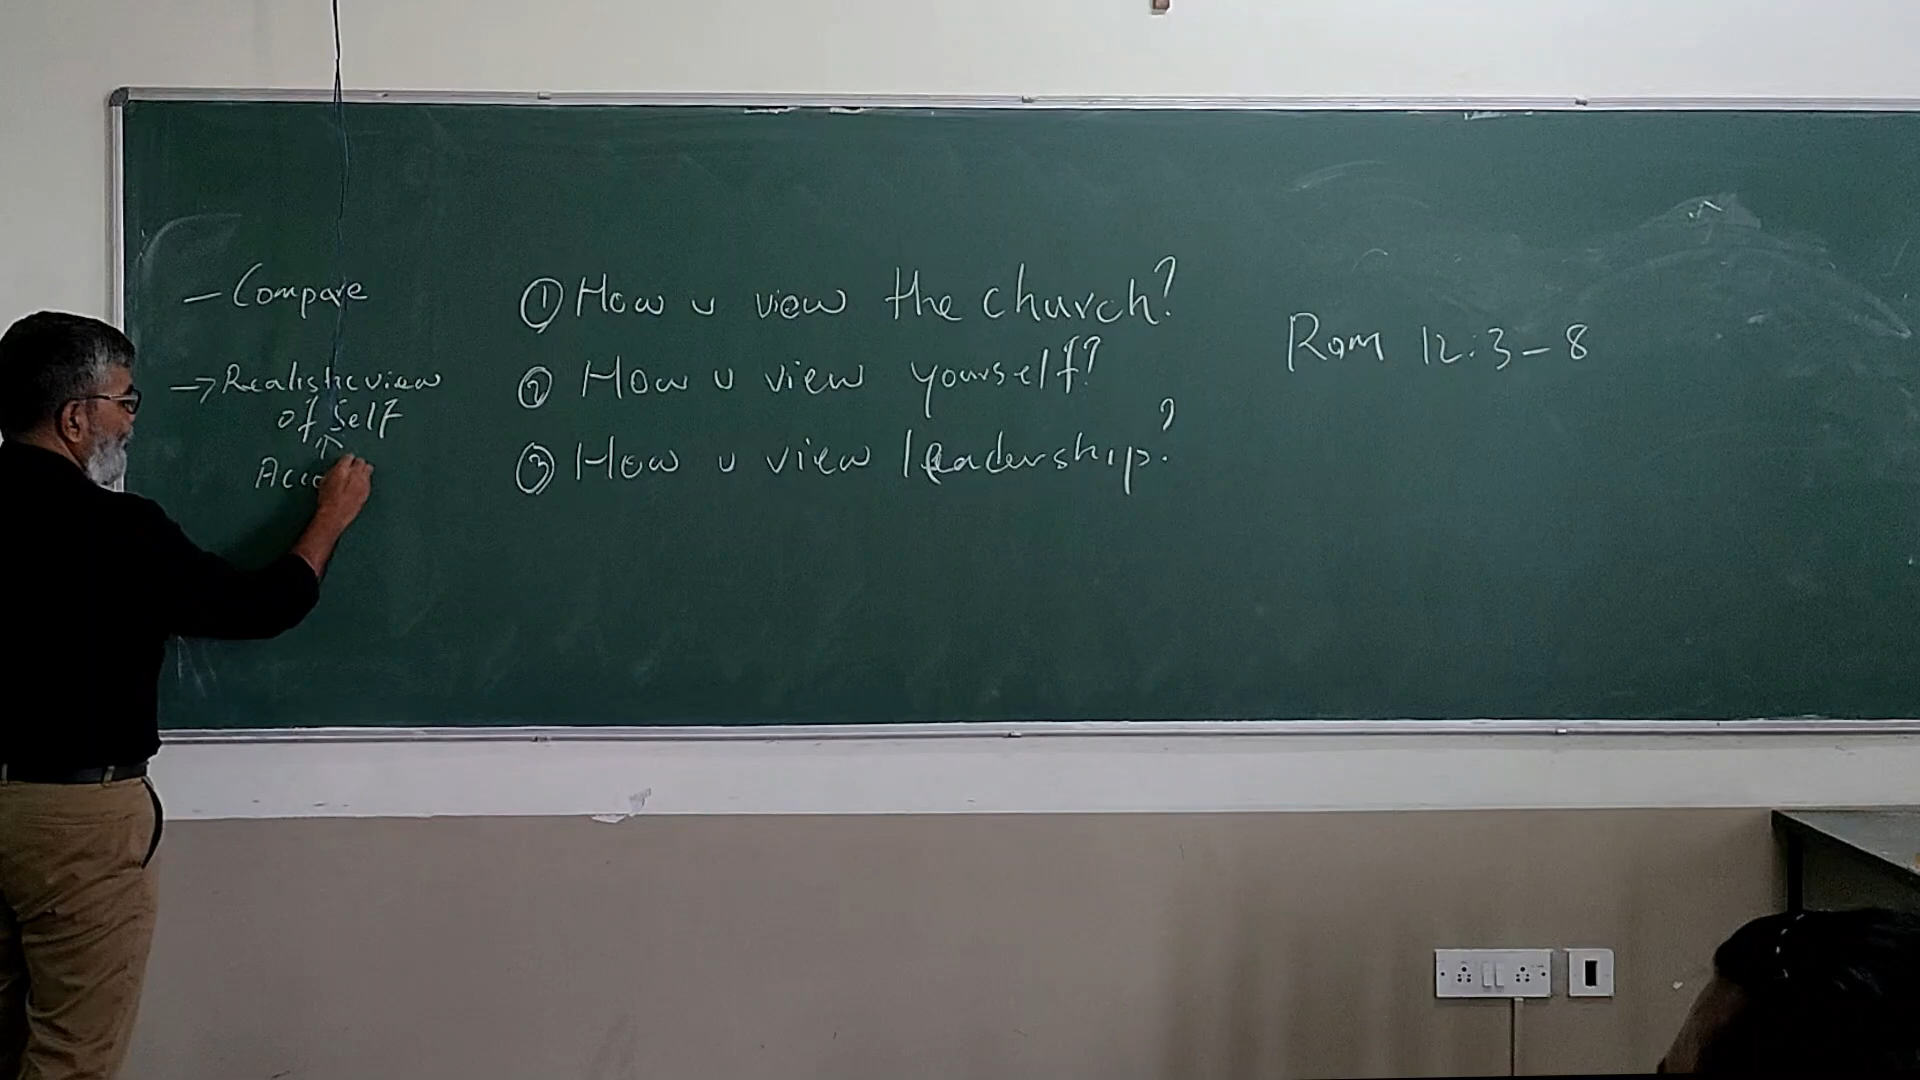 – Compare
→ Realistic view
of self
↑
① How u view the church?
② How u view yourself?
③ How u view leadership?
Rom 12:3–8